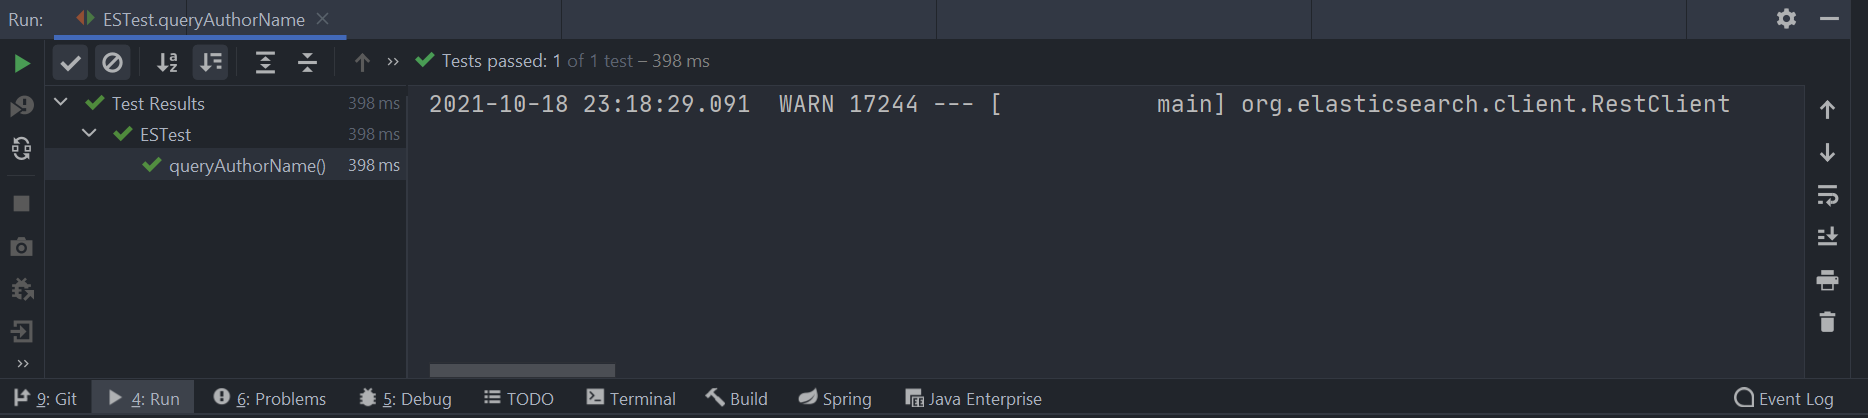 Run: ESTest.queryAuthorName
Tests passed: 1 of 1 test – 398 ms
Test Results 398 ms
ESTest 398 ms
queryAuthorName() 398 ms
2021-10-18 23:18:29.091  WARN 17244 --- [           main] org.elasticsearch.client.RestClient
9: Git 4: Run 6: Problems 5: Debug TODO Terminal Build Spring Java Enterprise Event Log